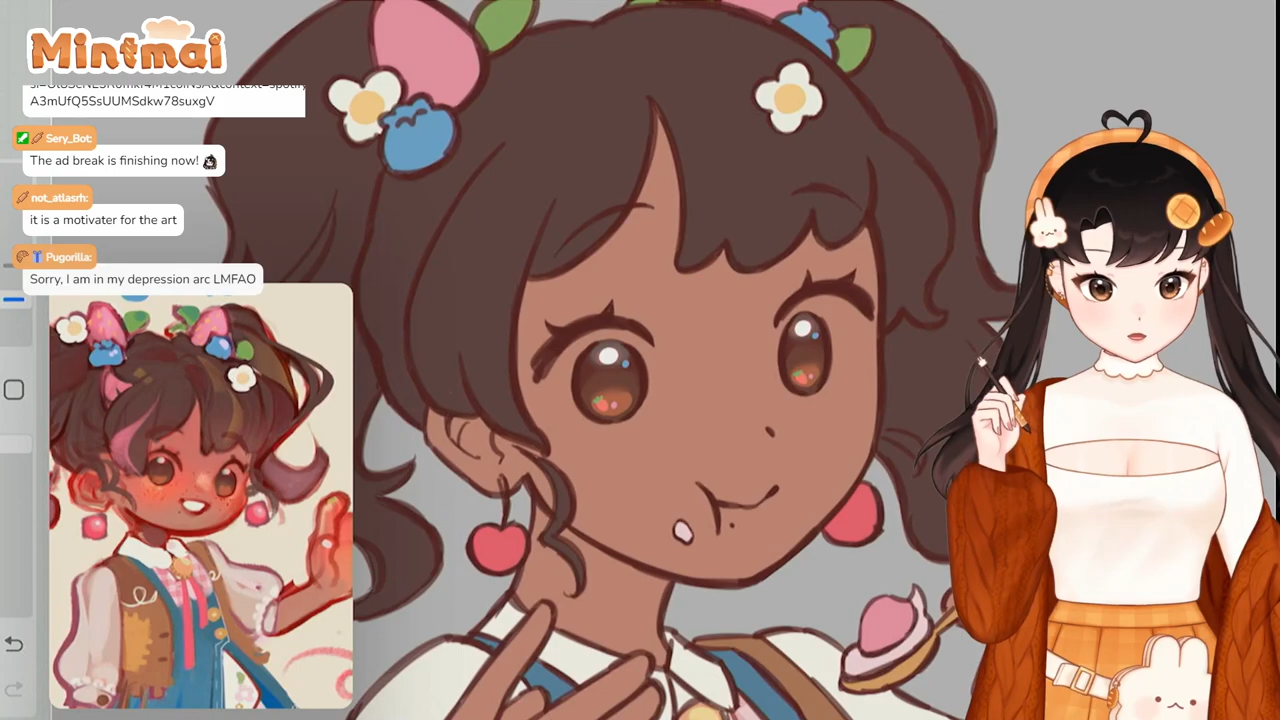 Mintmai
A3mUfQ5SsUUMSdkw78suxgV
Sery_Bot:
The ad break is finishing now!
not_atlasrh:
it is a motivater for the art
Pugorilla:
Sorry, I am in my depression arc LMFAO